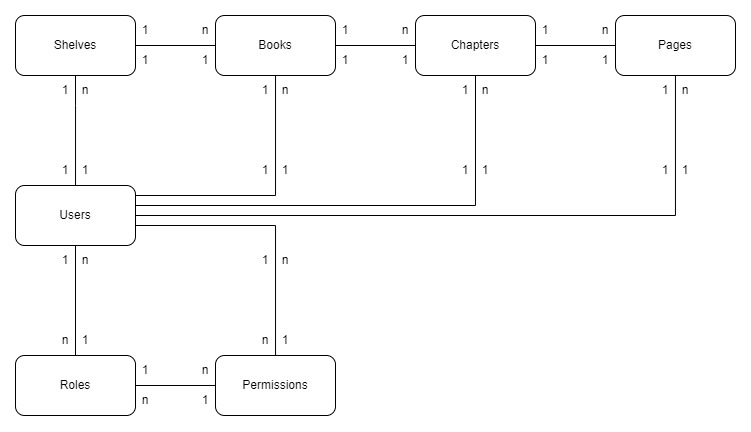 1 n 1 n 1 n
Shelves Books Chapters Pages
1 1 1 1 1 1
1 n 1 n 1 n 1 n
1 1 1 1 1 1 1 1
Users
1 n 1 n
n 1 n 1
1 n
Roles Permissions
n 1